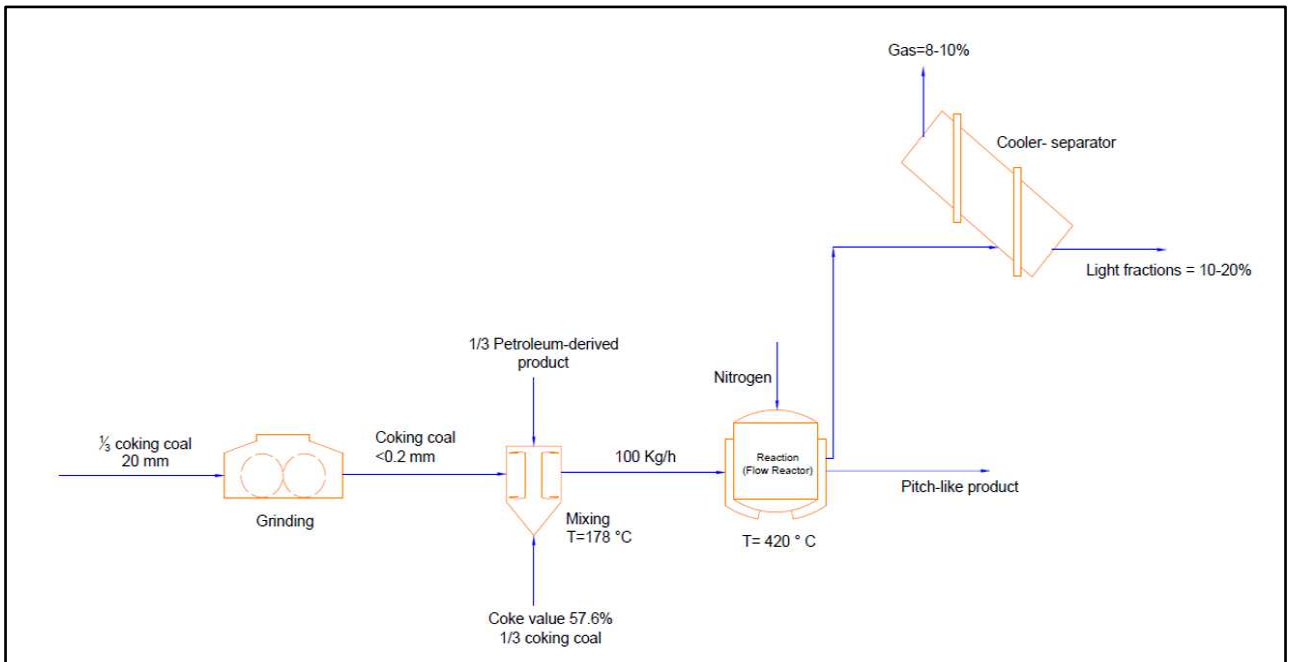 Gas=8-10%
Cooler- separator
Light fractions = 10-20%
1/3 Petroleum-derived
product
Nitrogen
⅓ coking coal
20 mm
Coking coal
<0.2 mm
100 Kg/h
Reaction
(Flow Reactor)
Pitch-like product
Grinding
Mixing
T=178 °C
T= 420 ° C
Coke value 57.6%
1/3 coking coal